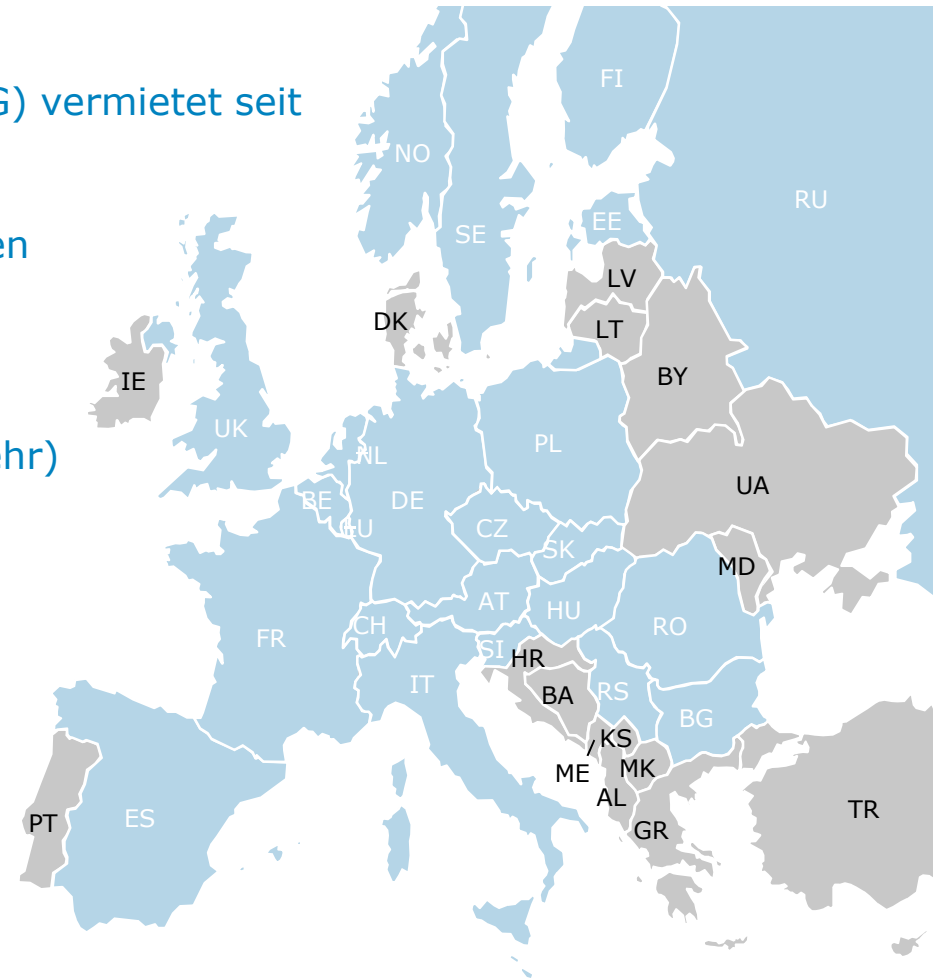 G) vermietet seit
en
ehr)
FI
NO
RU
SE
EE
LV
DK
LT
IE
BY
UK
PL
NL
UA
BE
DE
LU
CZ
SK
MD
AT
HU
CH
RO
FR
SI
HR
IT
BA
RS
BG
KS
ME
MK
AL
PT
ES
GR
TR